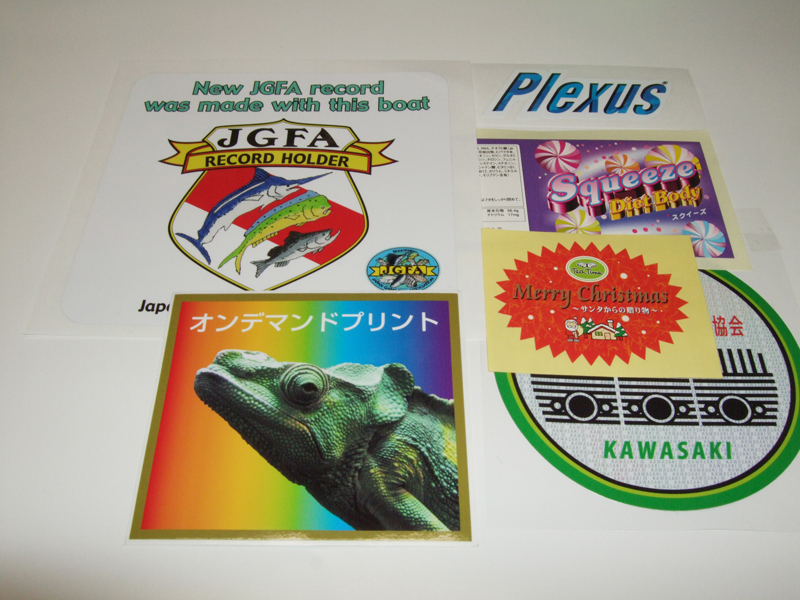 New JGFA record
was made with this boat
JGFA
RECORD HOLDER
JGFA
Japa
オンデマンドプリント
Plexus
Squeeze
Diet Body
スクイーズ
Merry Christmas
～サンタからの贈り物～
協会
KAWASAKI